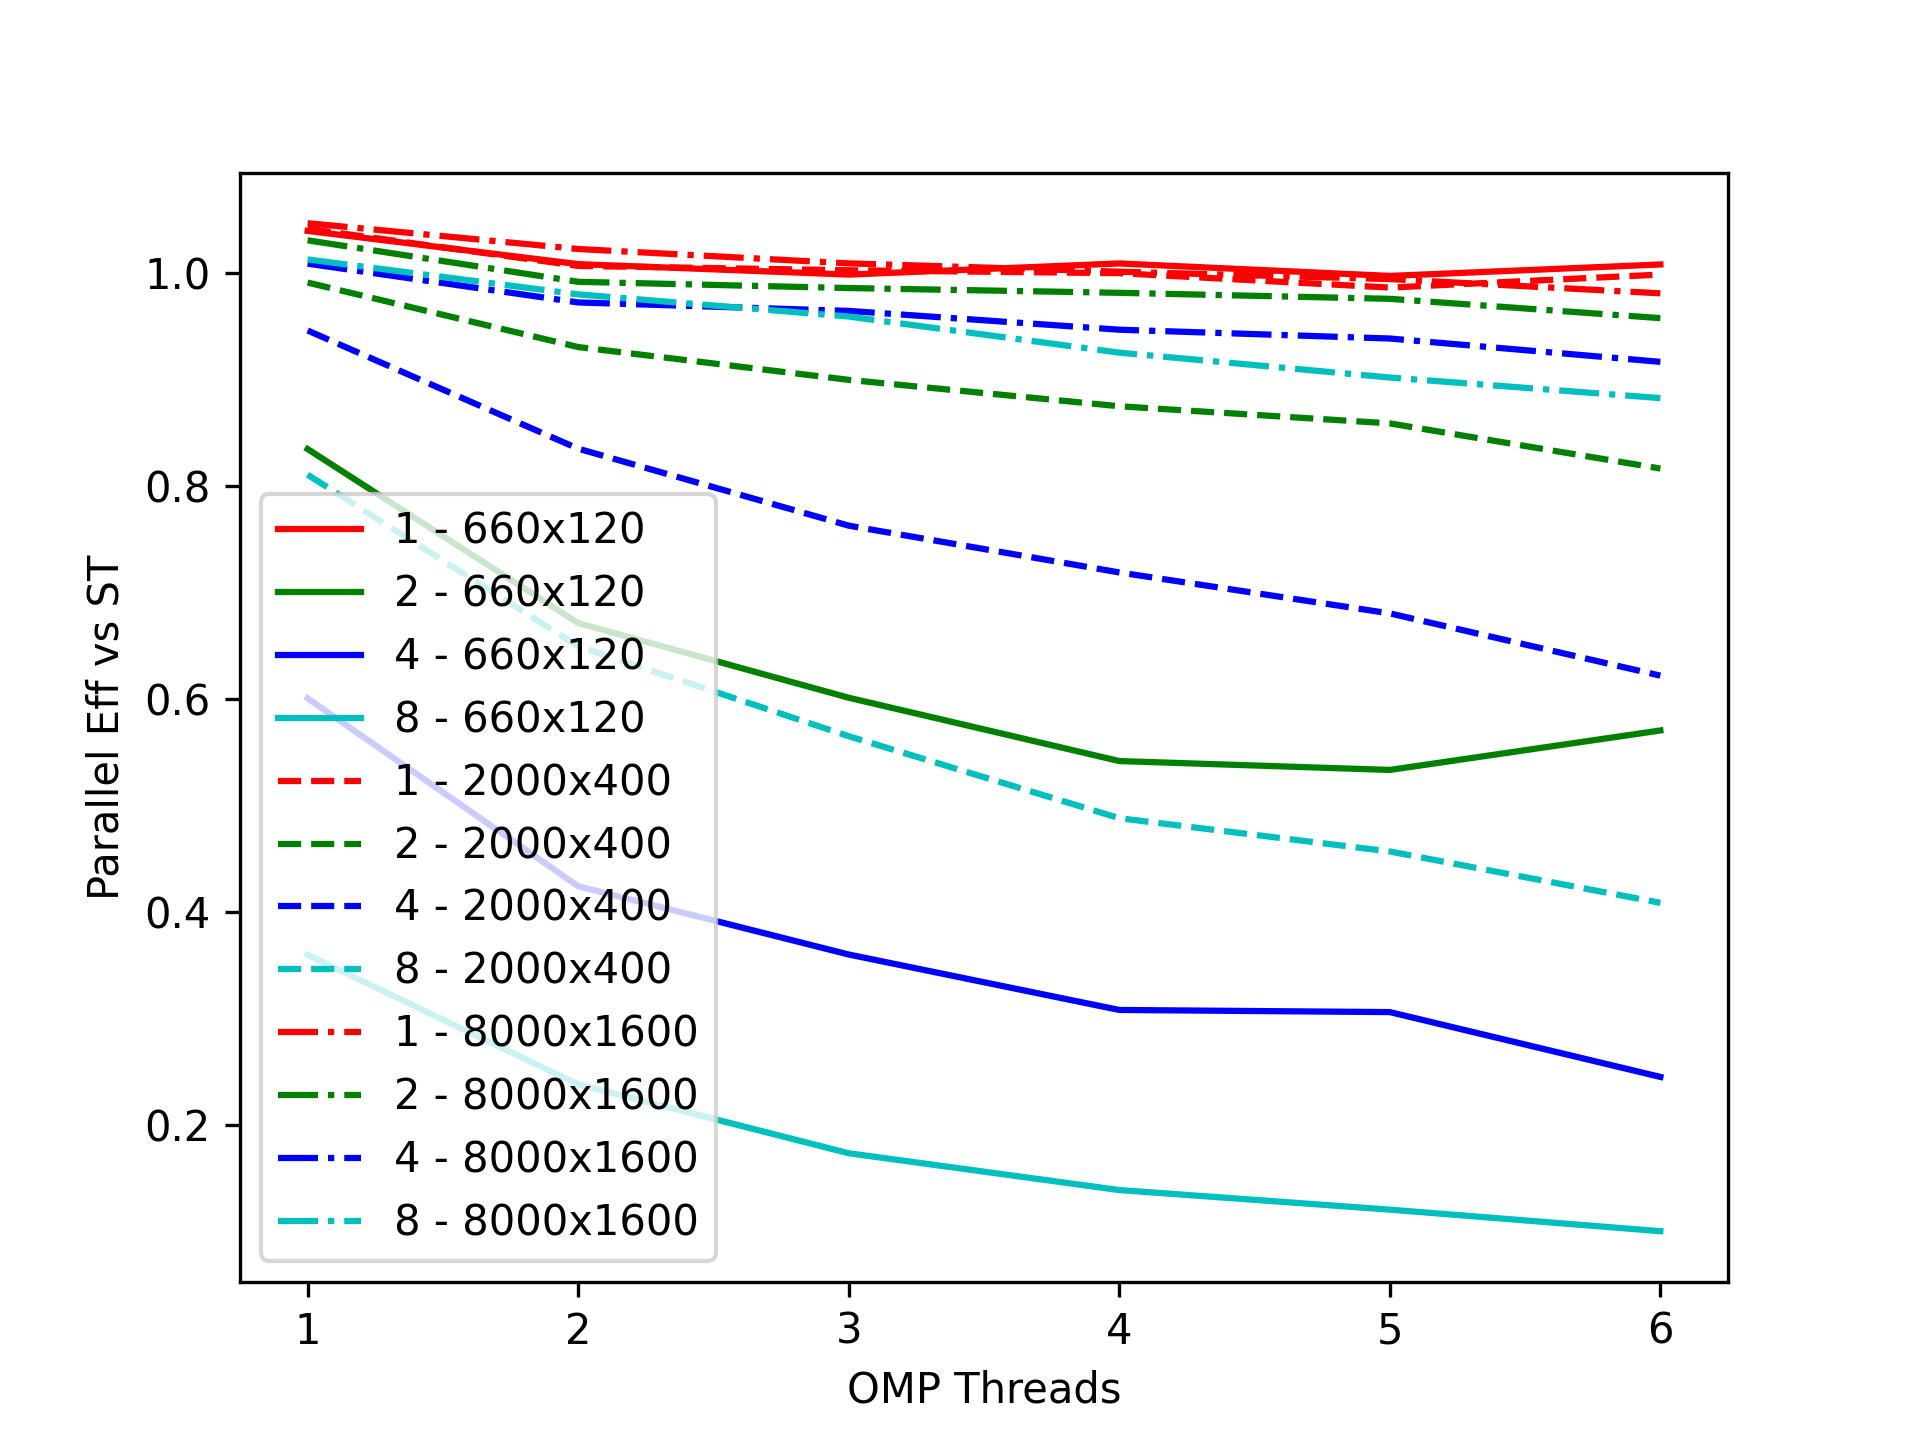 1.0
0.8
0.6
0.4
0.2
Parallel Eff vs ST
1 - 660x120
2 - 660x120
4 - 660x120
8 - 660x120
1 - 2000x400
2 - 2000x400
4 - 2000x400
8 - 2000x400
1 - 8000x1600
2 - 8000x1600
4 - 8000x1600
8 - 8000x1600
1 2 3 4 5 6
OMP Threads